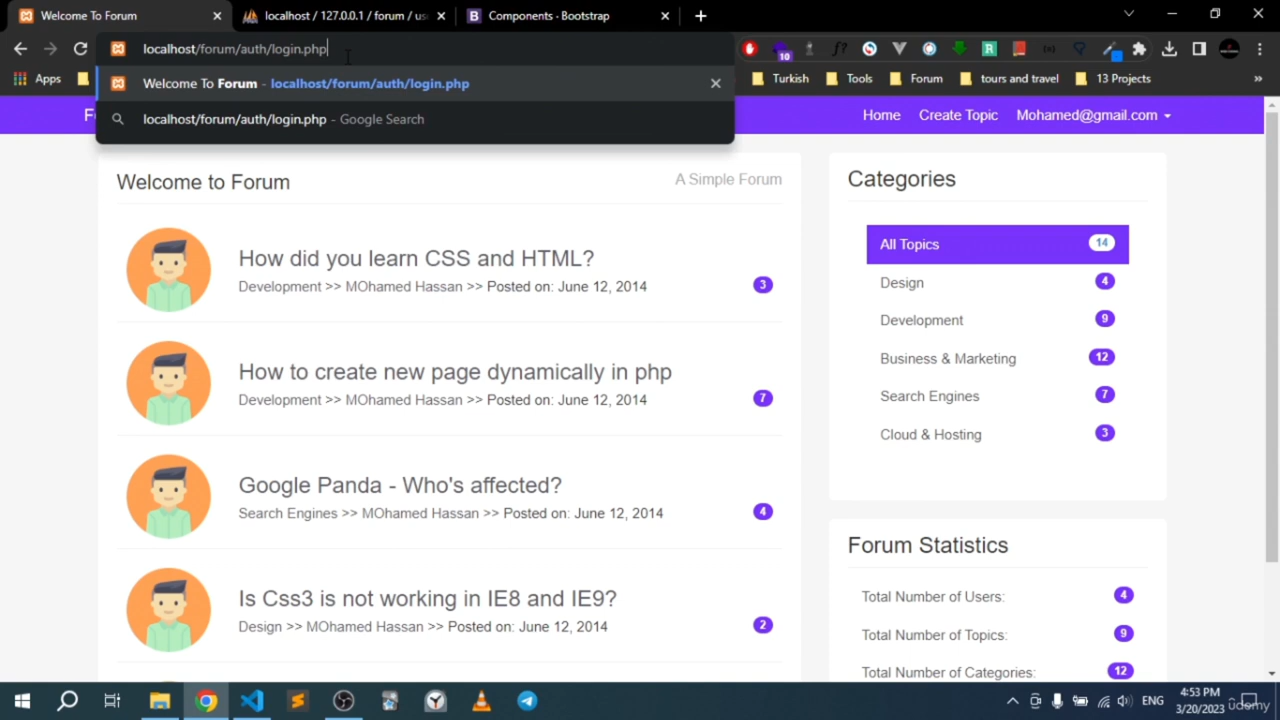 Welcome To Forum
localhost / 127.0.0.1 / forum / us
Components · Bootstrap
localhost/forum/auth/login.php
10
f?
R
Apps
Turkish
Tools
Forum
tours and travel
13 Projects
»
Welcome To Forum - localhost/forum/auth/login.php
localhost/forum/auth/login.php - Google Search
F
Home
Create Topic
Mohamed@gmail.com
Welcome to Forum
A Simple Forum
How did you learn CSS and HTML?
Development >> MOhamed Hassan >> Posted on: June 12, 2014
3
How to create new page dynamically in php
Development >> MOhamed Hassan >> Posted on: June 12, 2014
7
Google Panda - Who's affected?
Search Engines >> MOhamed Hassan >> Posted on: June 12, 2014
4
Is Css3 is not working in IE8 and IE9?
Design >> MOhamed Hassan >> Posted on: June 12, 2014
2
Categories
All Topics 14
Design 4
Development 9
Business & Marketing 12
Search Engines 7
Cloud & Hosting 3
Forum Statistics
Total Number of Users: 4
Total Number of Topics: 9
Total Number of Categories: 12
ENG
4:53 PM
3/20/2023
udemy